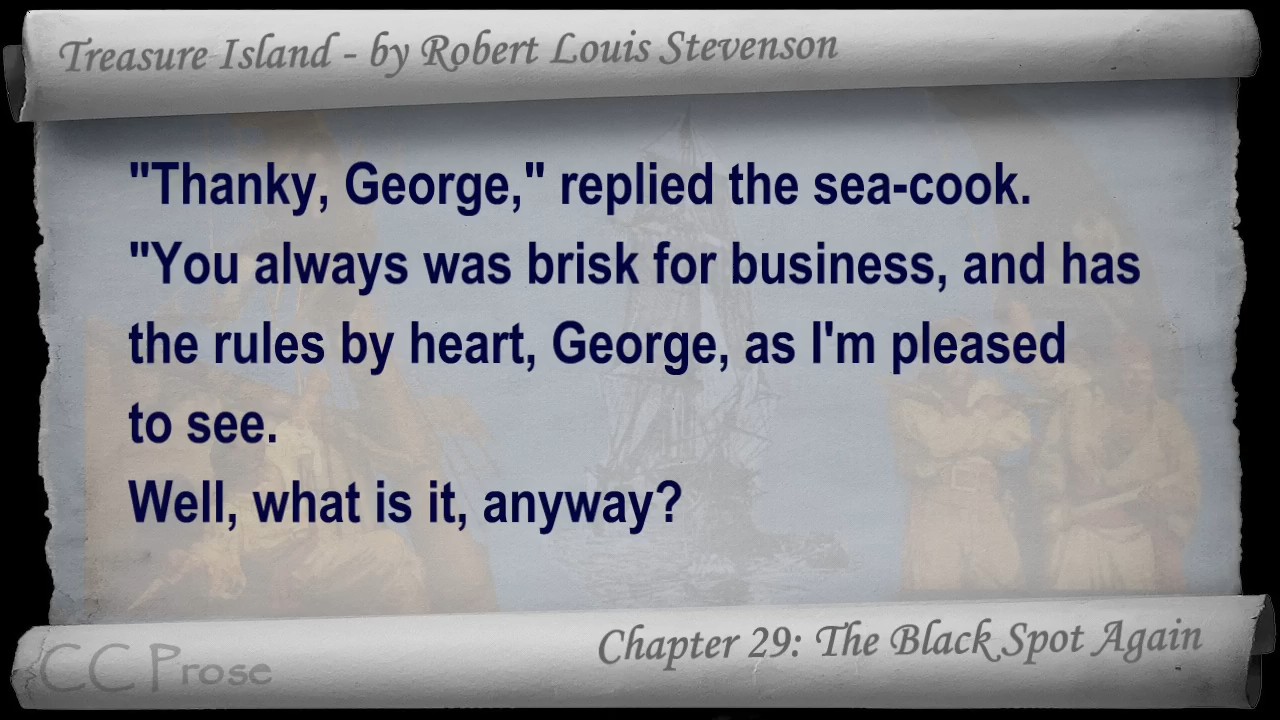 Treasure Island - by Robert Louis Stevenson
"Thanky, George," replied the sea-cook.
"You always was brisk for business, and has
the rules by heart, George, as I'm pleased
to see.
Well, what is it, anyway?
Chapter 29: The Black Spot Again
CC Prose